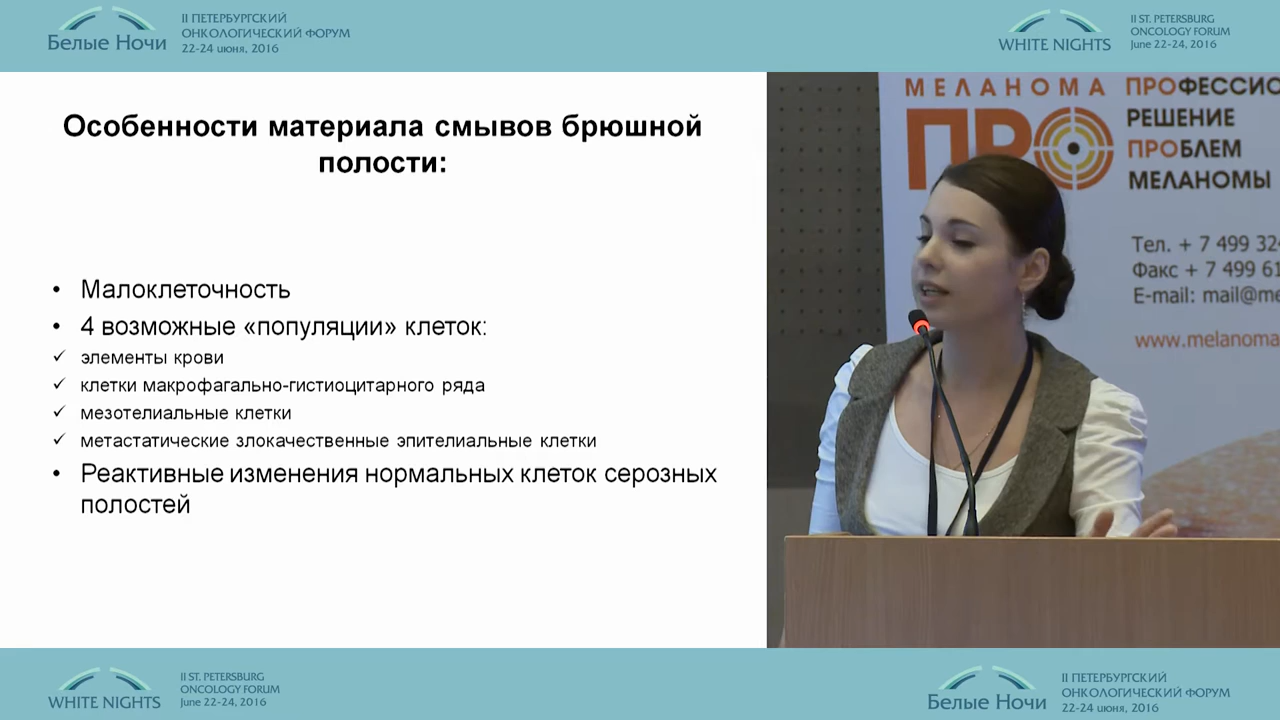 Белые Ночи
II ПЕТЕРБУРГСКИЙ
ОНКОЛОГИЧЕСКИЙ ФОРУМ
22-24 июня, 2016
WHITE NIGHTS
II ST. PETERSBURG
ONCOLOGY FORUM
June 22-24, 2016
Особенности материала смывов брюшной
полости:
• Малоклеточность
• 4 возможные «популяции» клеток:
✓ элементы крови
✓ клетки макрофагально-гистиоцитарного ряда
✓ мезотелиальные клетки
✓ метастатические злокачественные эпителиальные клетки
• Реактивные изменения нормальных клеток серозных
полостей
МЕЛАНОМА
ПРО
ПРОФЕССИО
РЕШЕНИЕ
ПРОБЛЕМ
МЕЛАНОМЫ
Тел. + 7 499 324
Факс + 7 499 61
E-mail: mail@me
www.melanoma
WHITE NIGHTS
II ST. PETERSBURG
ONCOLOGY FORUM
June 22-24, 2016
Белые Ночи
II ПЕТЕРБУРГСКИЙ
ОНКОЛОГИЧЕСКИЙ ФОРУМ
22-24 июня, 2016